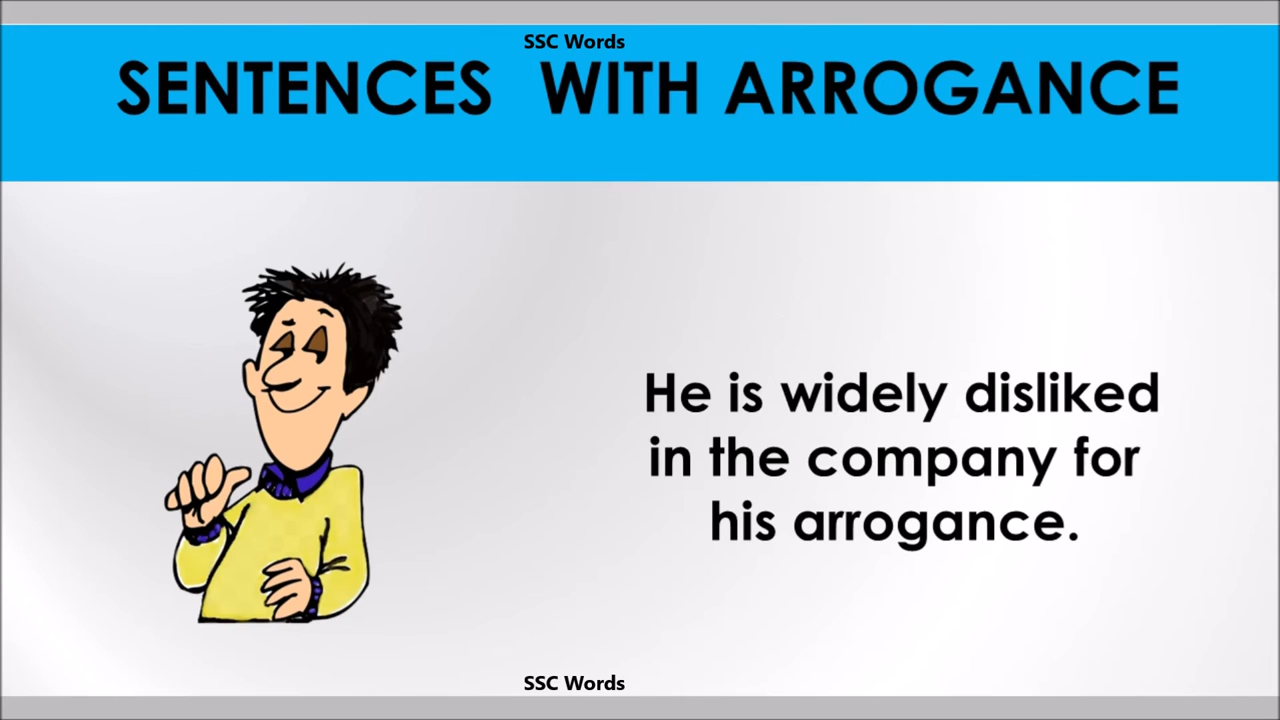 SSC Words
SENTENCES WITH ARROGANCE
He is widely disliked
in the company for
his arrogance.
SSC Words